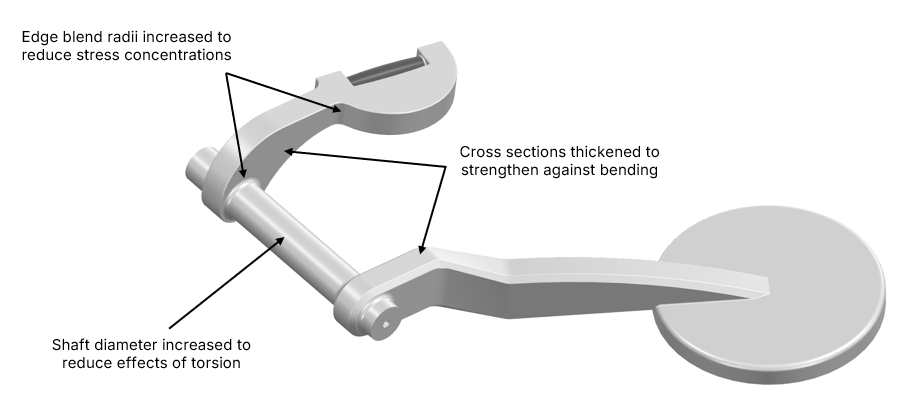 Edge blend radii increased to
reduce stress concentrations
Cross sections thickened to
strengthen against bending
Shaft diameter increased to
reduce effects of torsion